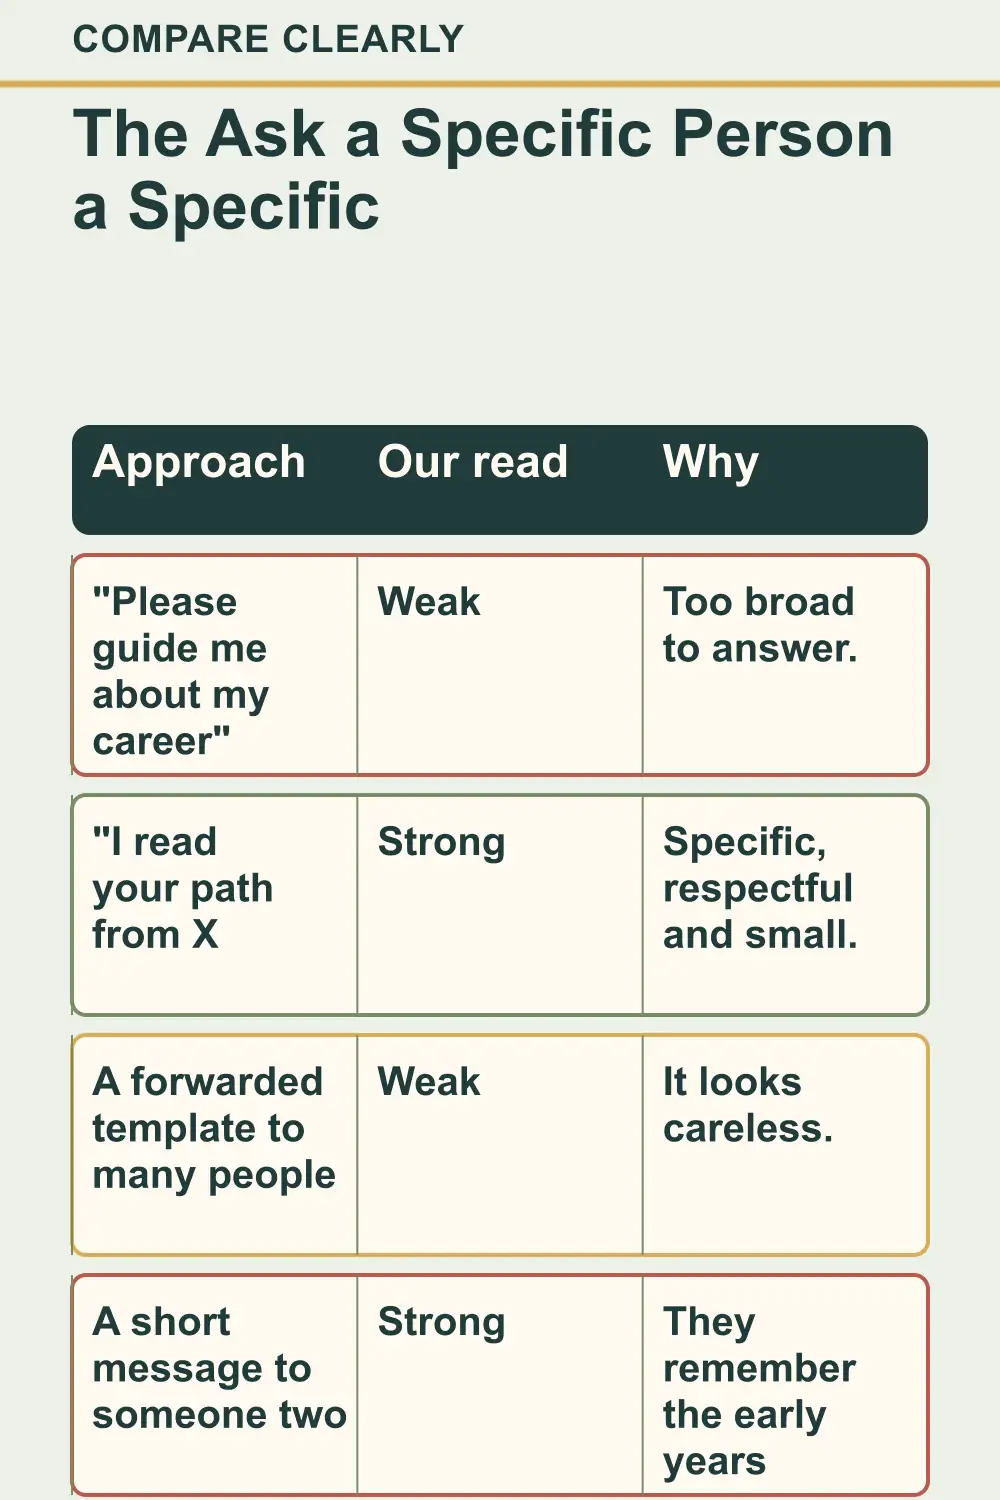 COMPARE CLEARLY
The Ask a Specific Person
a Specific
Approach
Our read
Why
"Please
guide me
about my
career"
Weak
Too broad
to answer.
"I read
your path
from X
Strong
Specific,
respectful
and small.
A forwarded
template to
many people
Weak
It looks
careless.
A short
message to
someone two
Strong
They
remember
the early
years